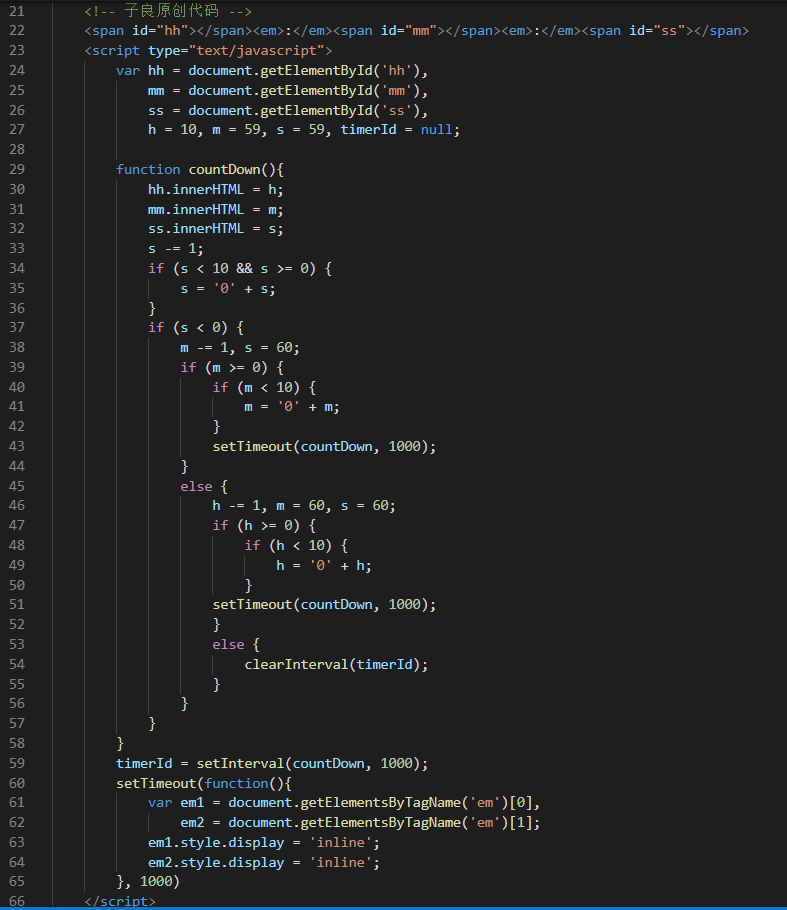 21 <!-- 子良原创代码 -->
22 <span id="hh"></span><em>:</em><span id="mm"></span><em>:</em><span id="ss"></span>
23 <script type="text/javascript">
24 var hh = document.getElementById('hh'),
25 mm = document.getElementById('mm'),
26 ss = document.getElementById('ss'),
27 h = 10, m = 59, s = 59, timerId = null;
28
29 function countDown(){
30 hh.innerHTML = h;
31 mm.innerHTML = m;
32 ss.innerHTML = s;
33 s -= 1;
34 if (s < 10 && s >= 0) {
35 s = '0' + s;
36 }
37 if (s < 0) {
38 m -= 1, s = 60;
39 if (m >= 0) {
40 if (m < 10) {
41 m = '0' + m;
42 }
43 setTimeout(countDown, 1000);
44 }
45 else {
46 h -= 1, m = 60, s = 60;
47 if (h >= 0) {
48 if (h < 10) {
49 h = '0' + h;
50 }
51 setTimeout(countDown, 1000);
52 }
53 else {
54 clearInterval(timerId);
55 }
56 }
57 }
58 }
59 timerId = setInterval(countDown, 1000);
60 setTimeout(function(){
61 var em1 = document.getElementsByTagName('em')[0],
62 em2 = document.getElementsByTagName('em')[1];
63 em1.style.display = 'inline';
64 em2.style.display = 'inline';
65 }, 1000)
66 </script>